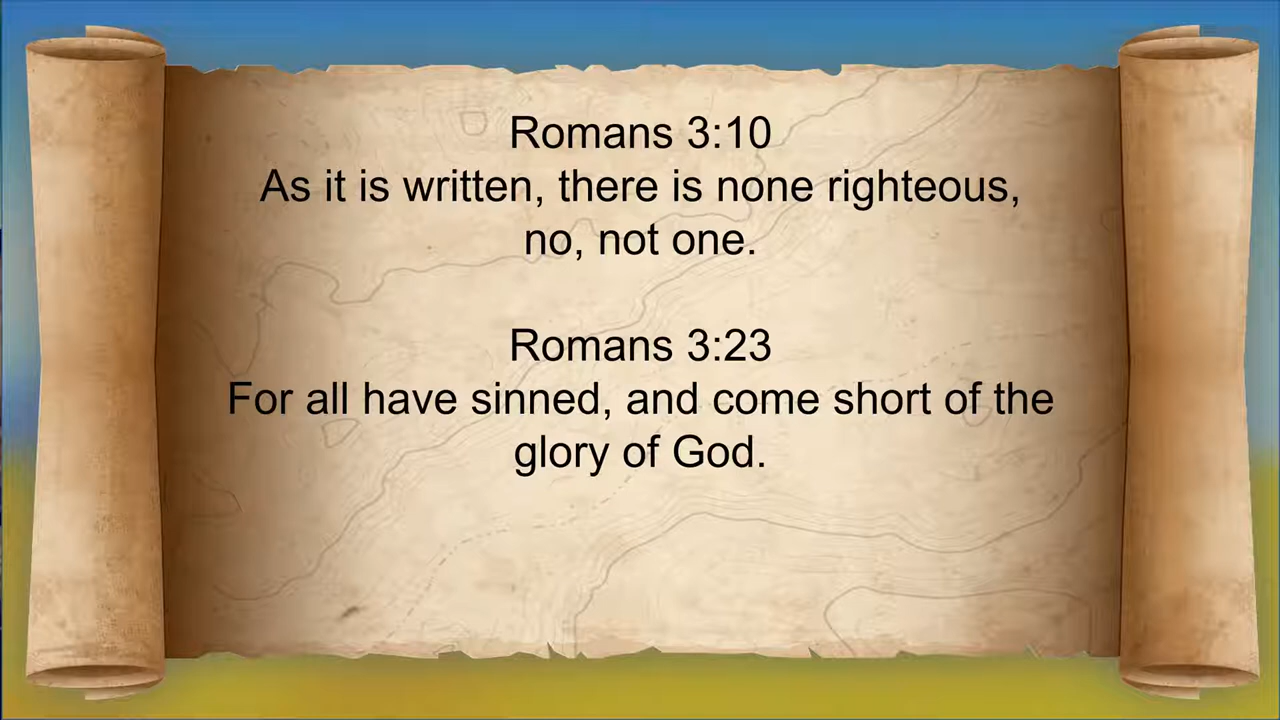 Romans 3:10
As it is written, there is none righteous,
no, not one.
Romans 3:23
For all have sinned, and come short of the
glory of God.